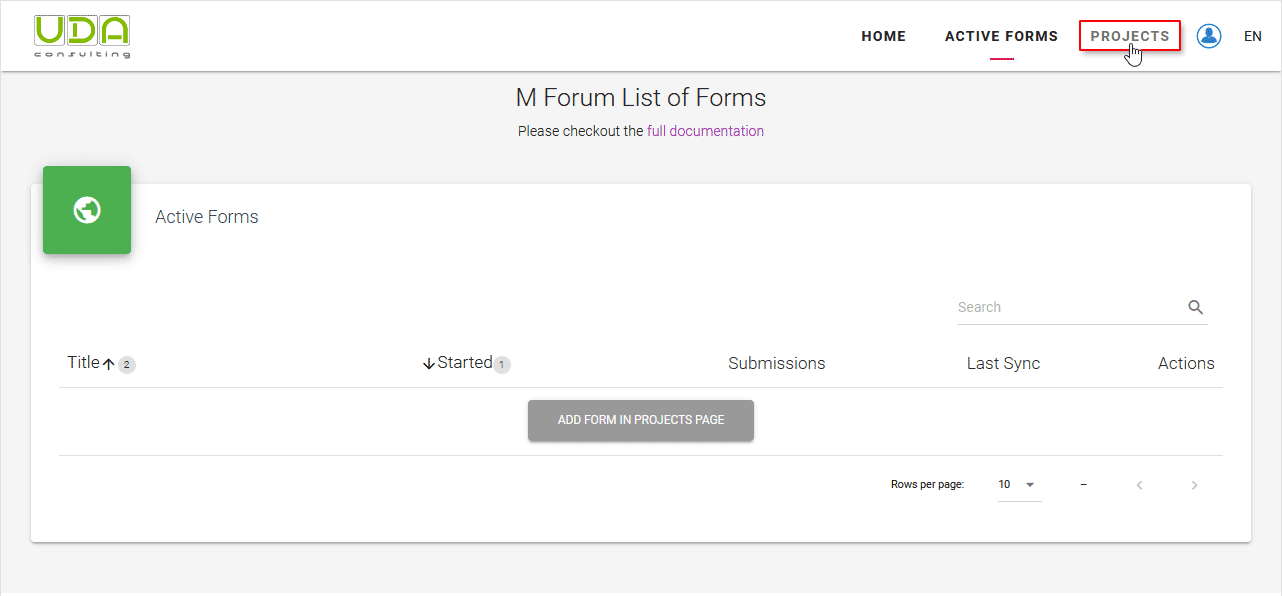 UDA
consulting
HOME ACTIVE FORMS PROJECTS EN
M Forum List of Forms
Please checkout the full documentation
Active Forms
Search
Title 2 Started 1 Submissions Last Sync Actions
ADD FORM IN PROJECTS PAGE
Rows per page: 10 –